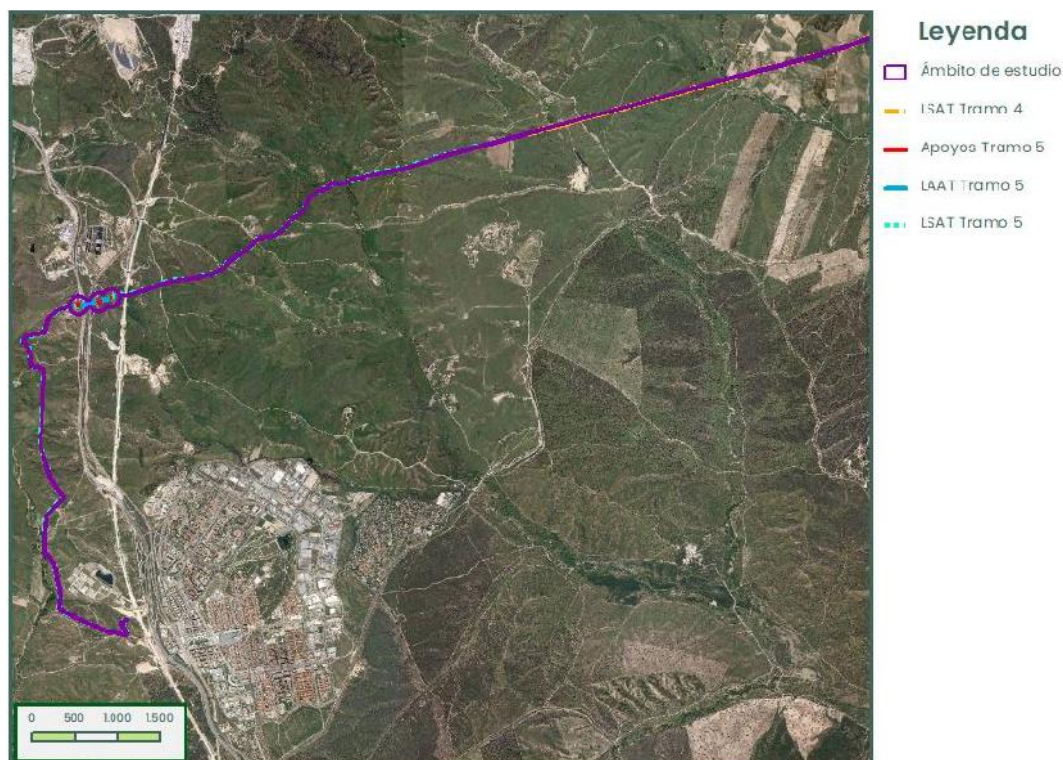 Leyenda
Ámbito de estudio
LSAT Tramo 4
Apoyos Tramo 5
LAAT Tramo 5
LSAT Tramo 5
0 500 1.000 1.500